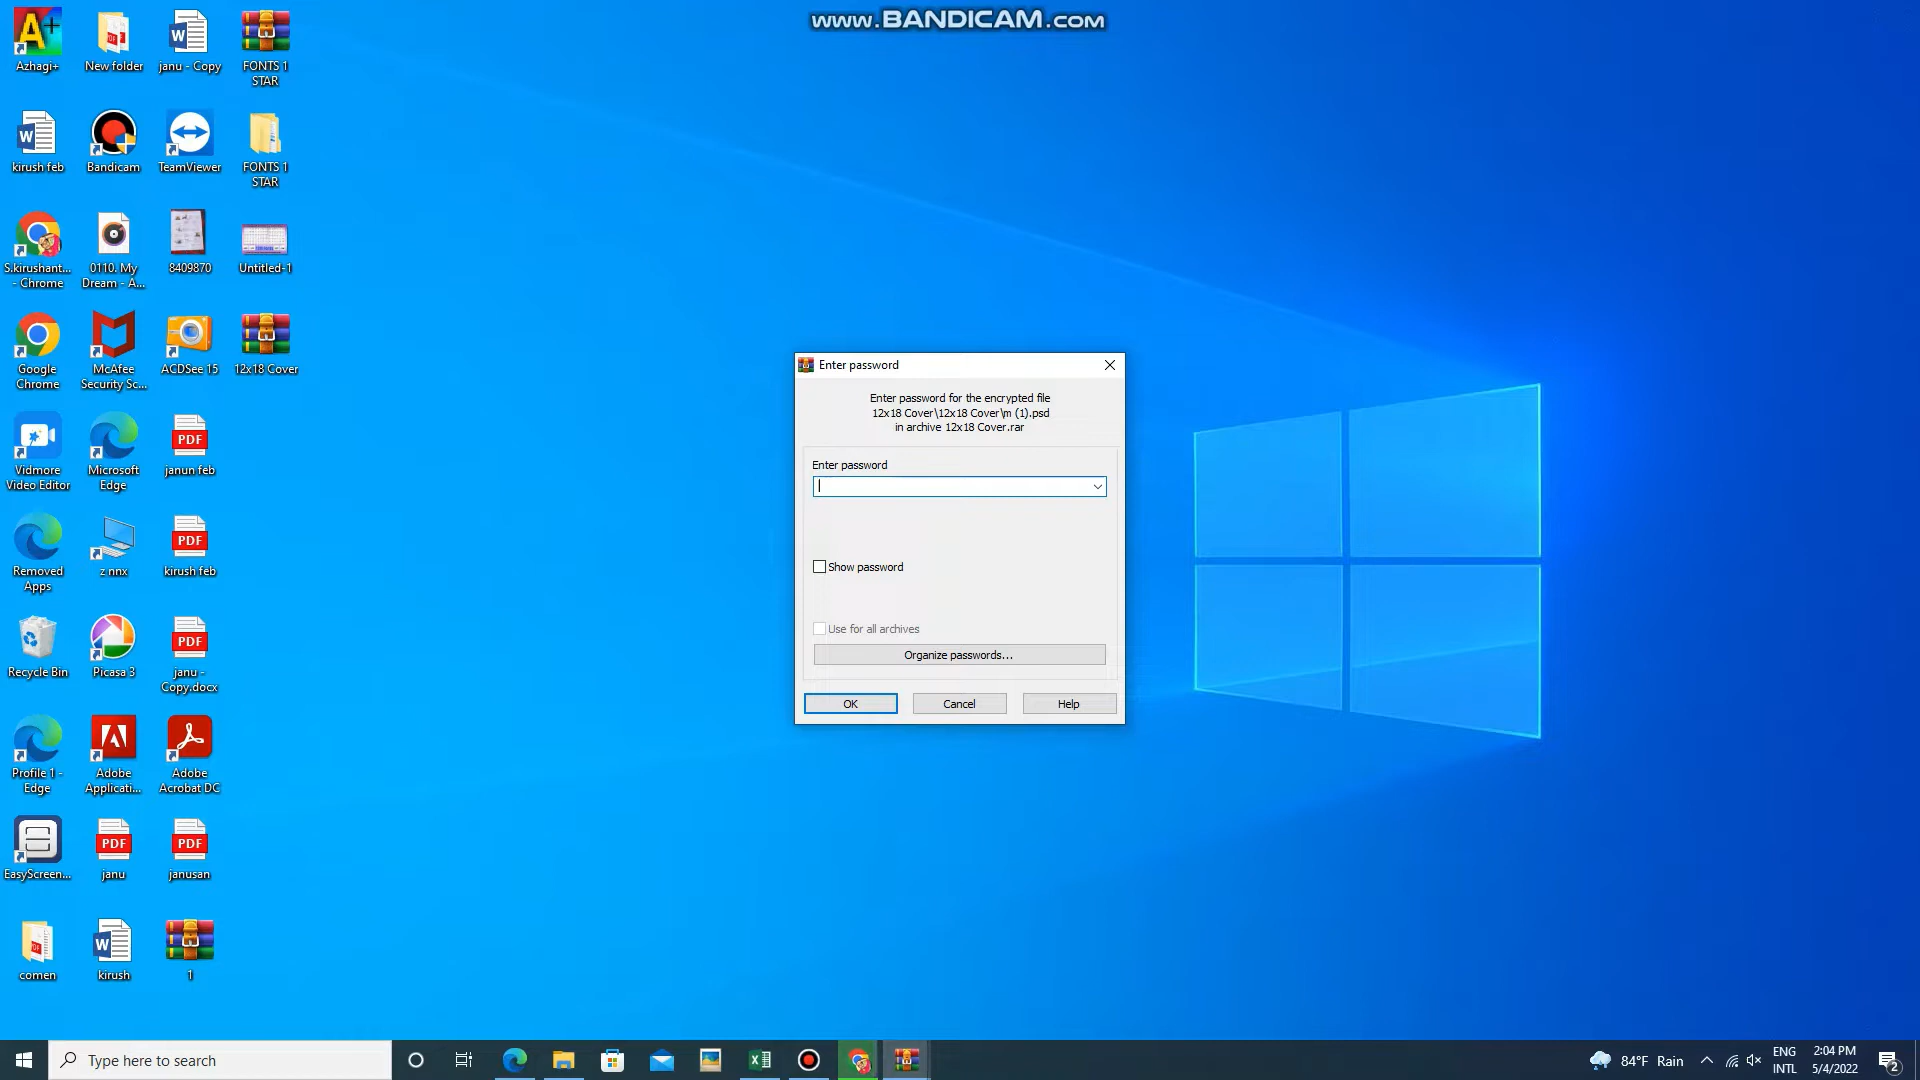 www.BANDICAM.com
Azhagi+
New folder
janu - Copy
FONTS 1
STAR
kirush feb
Bandicam
TeamViewer
FONTS 1
STAR
S.kirushant...
- Chrome
0110. My
Dream - A...
8409870
Untitled-1
Google
Chrome
McAfee
Security Sc...
ACDSee 15
12x18 Cover
Vidmore
Video Editor
Microsoft
Edge
PDF
janun feb
Removed
Apps
z nnx
PDF
kirush feb
Recycle Bin
Picasa 3
PDF
janu -
Copy.docx
Profile 1 -
Edge
Adobe
Applicati...
Adobe
Acrobat DC
EasyScreen...
PDF
janu
PDF
janusan
comen
kirush
1
Enter password
Enter password for the encrypted file
12x18 Cover\12x18 Cover\m (1).psd
in archive 12x18 Cover.rar
Enter password
Show password
Use for all archives
Organize passwords...
OK
Cancel
Help
Type here to search
84°F Rain
ENG
INTL
2:04 PM
5/4/2022
2